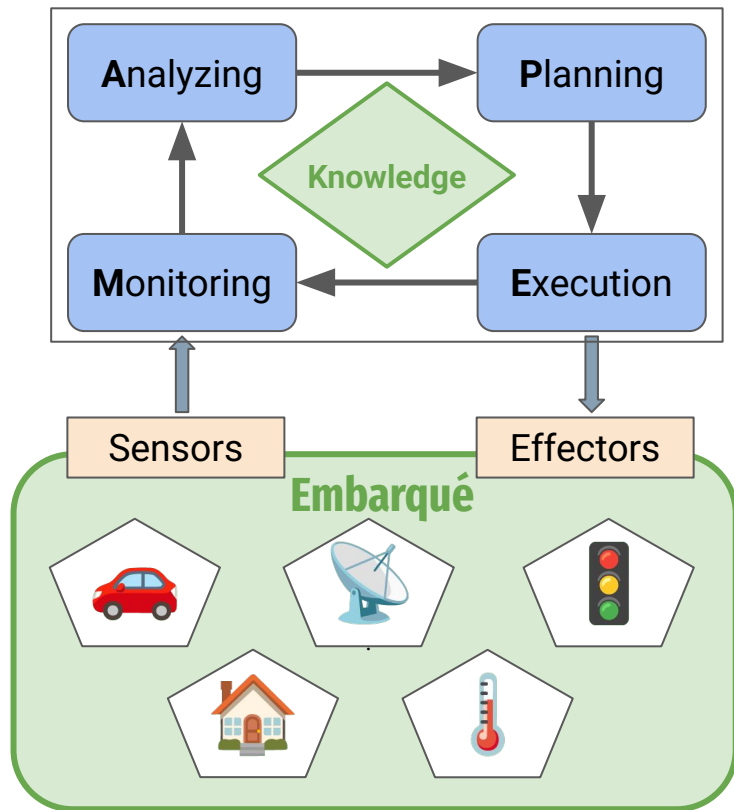 Analyzing
Planning
Knowledge
Monitoring
Execution
Sensors
Effectors
Embarqué